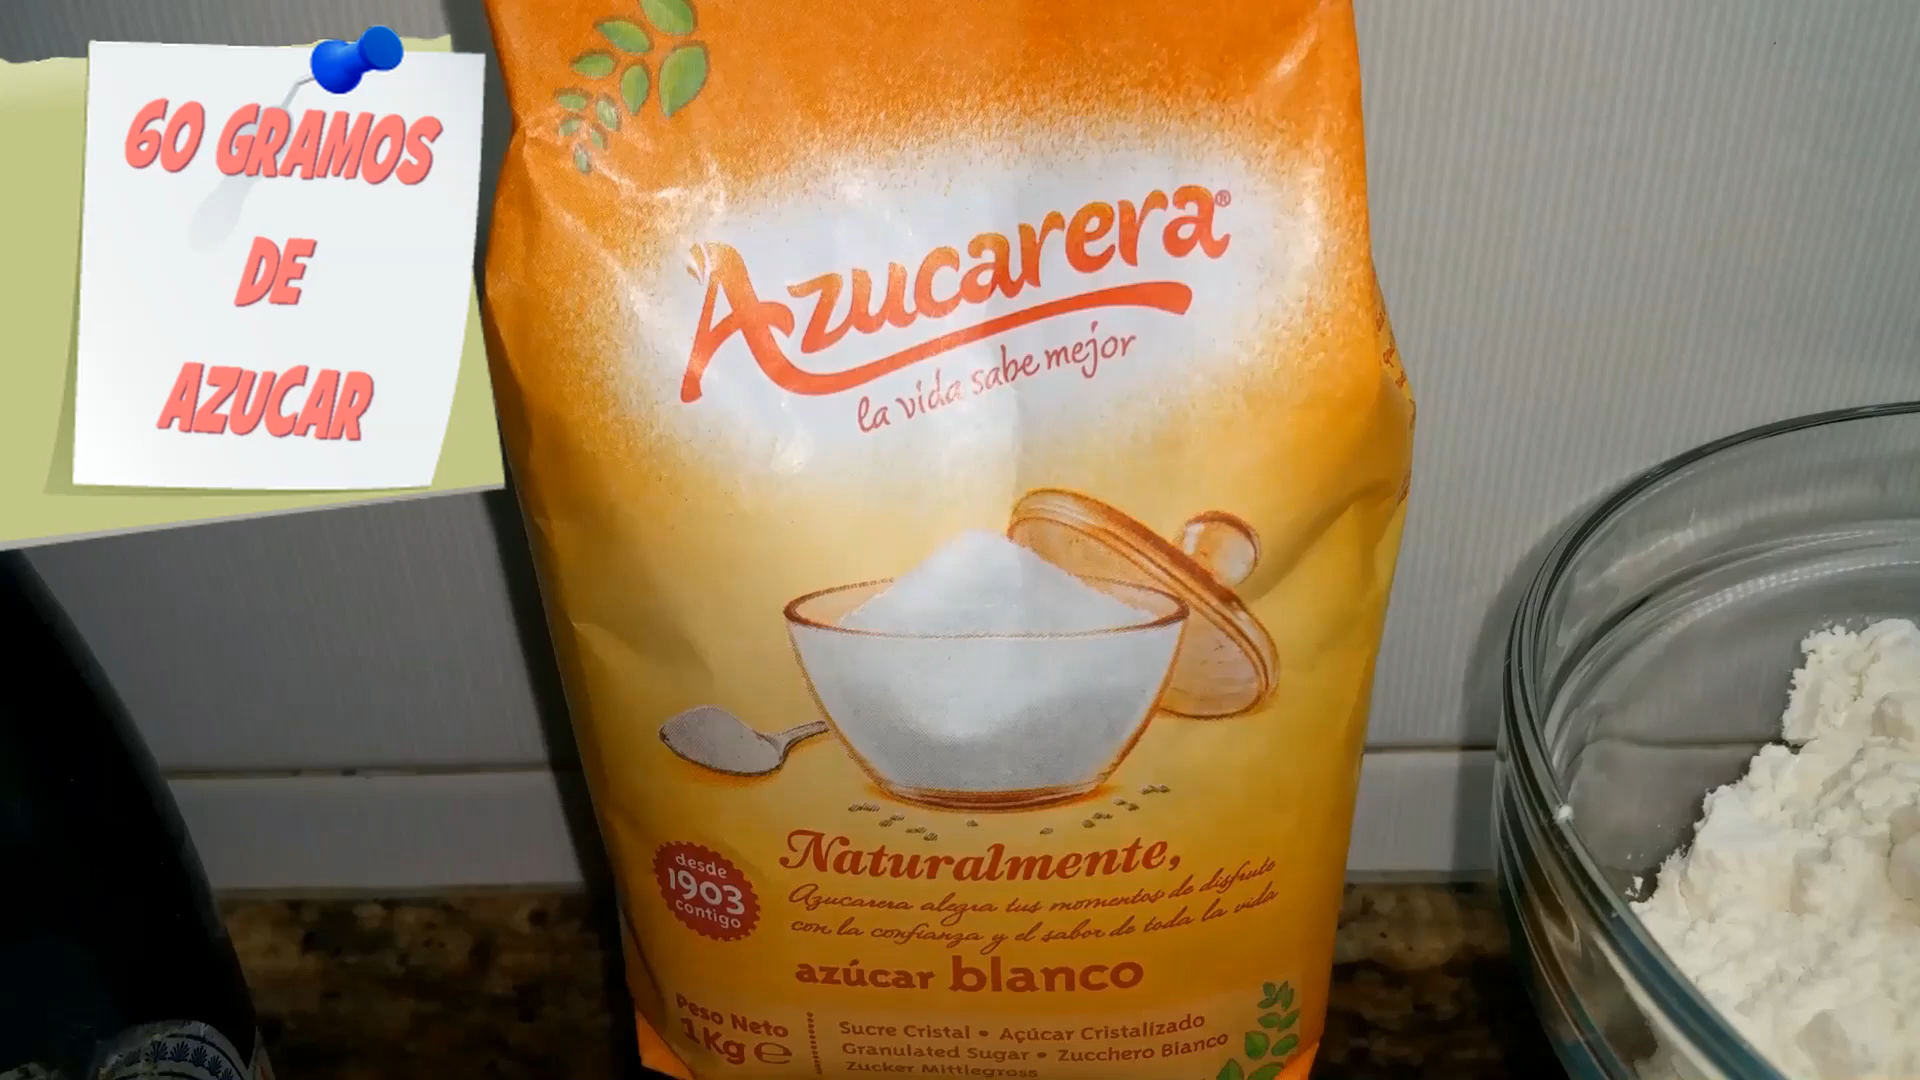 60 GRAMOS
DE
AZUCAR
Azucarera®
la vida sabe mejor
desde
1903
contigo
Naturalmente,
Azucarera alegra tus momentos de disfrute
con la confianza y el sabor de toda la vida
azúcar blanco
Peso Neto
1Kg e
Sucre Cristal • Açúcar Cristalizado
Granulated Sugar • Zucchero Bianco
Zucker Mittlegross